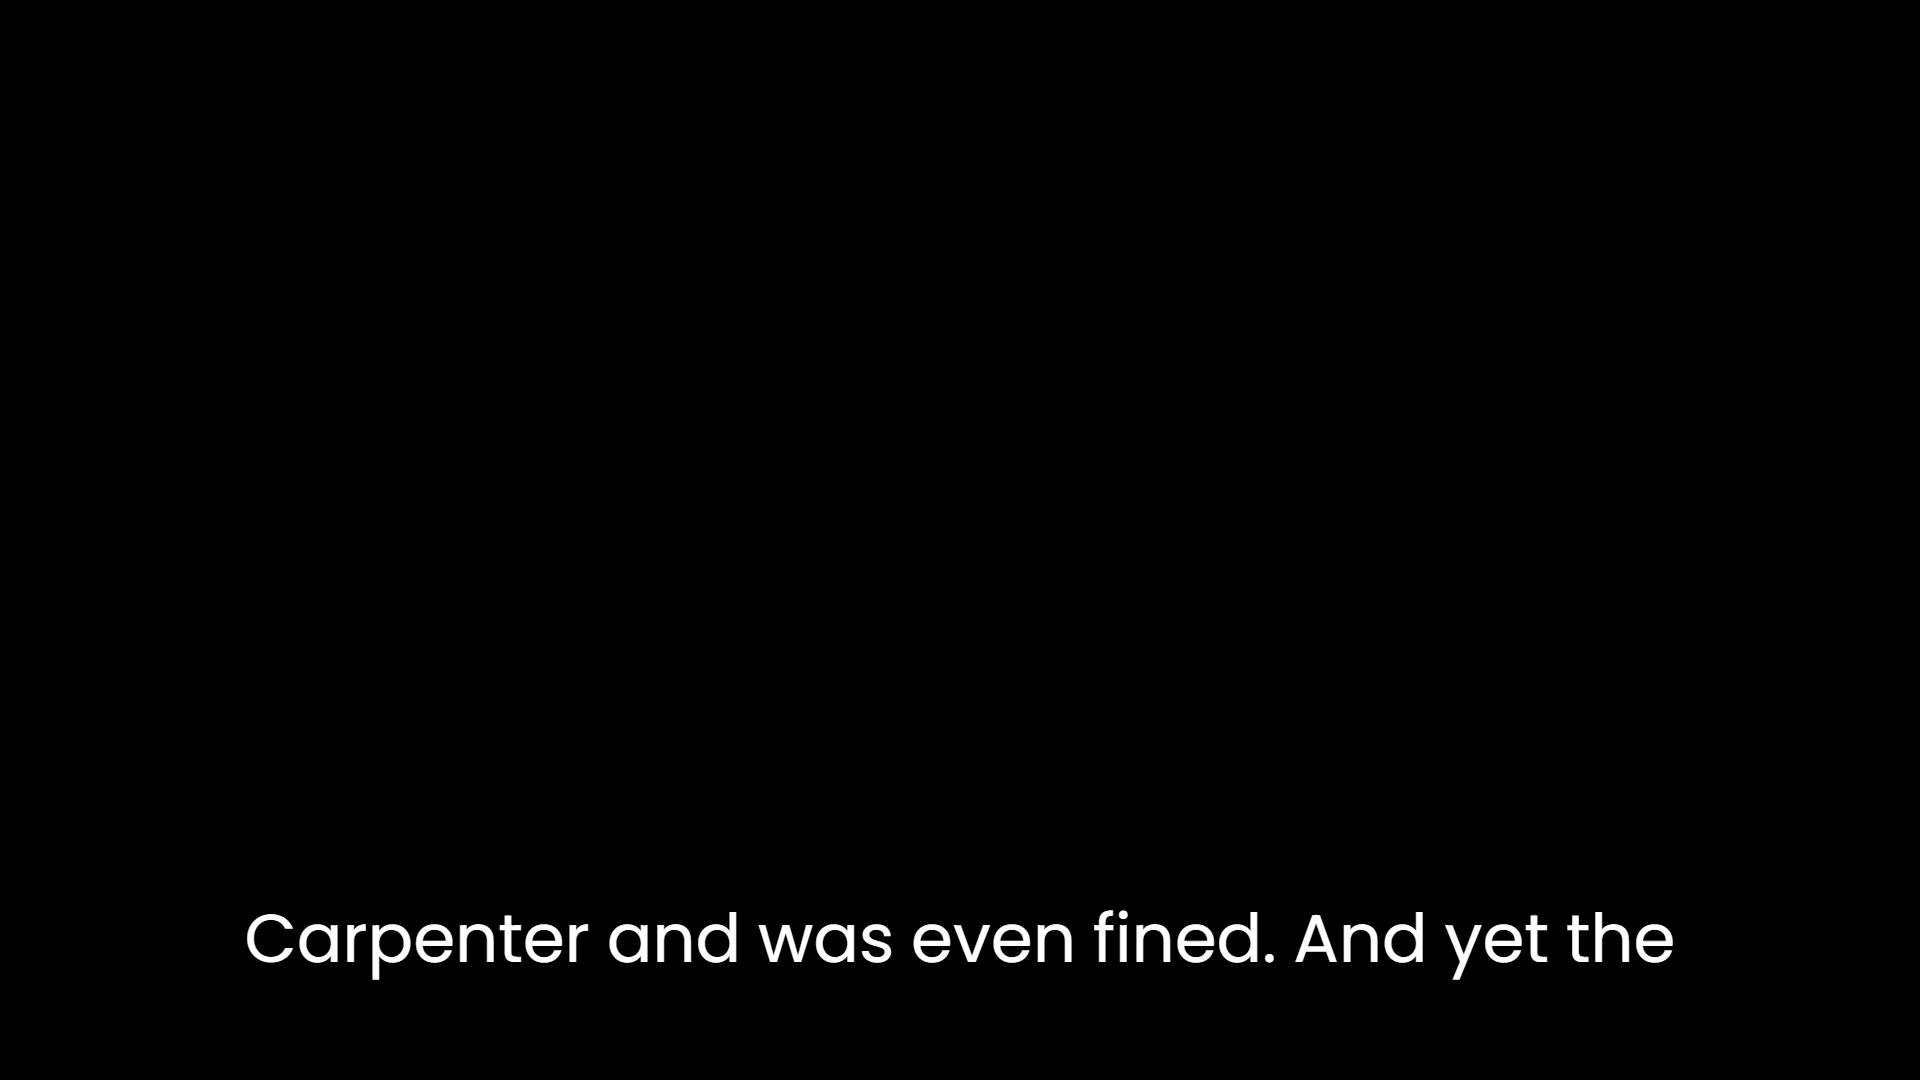 Carpenter and was even fined. And yet the